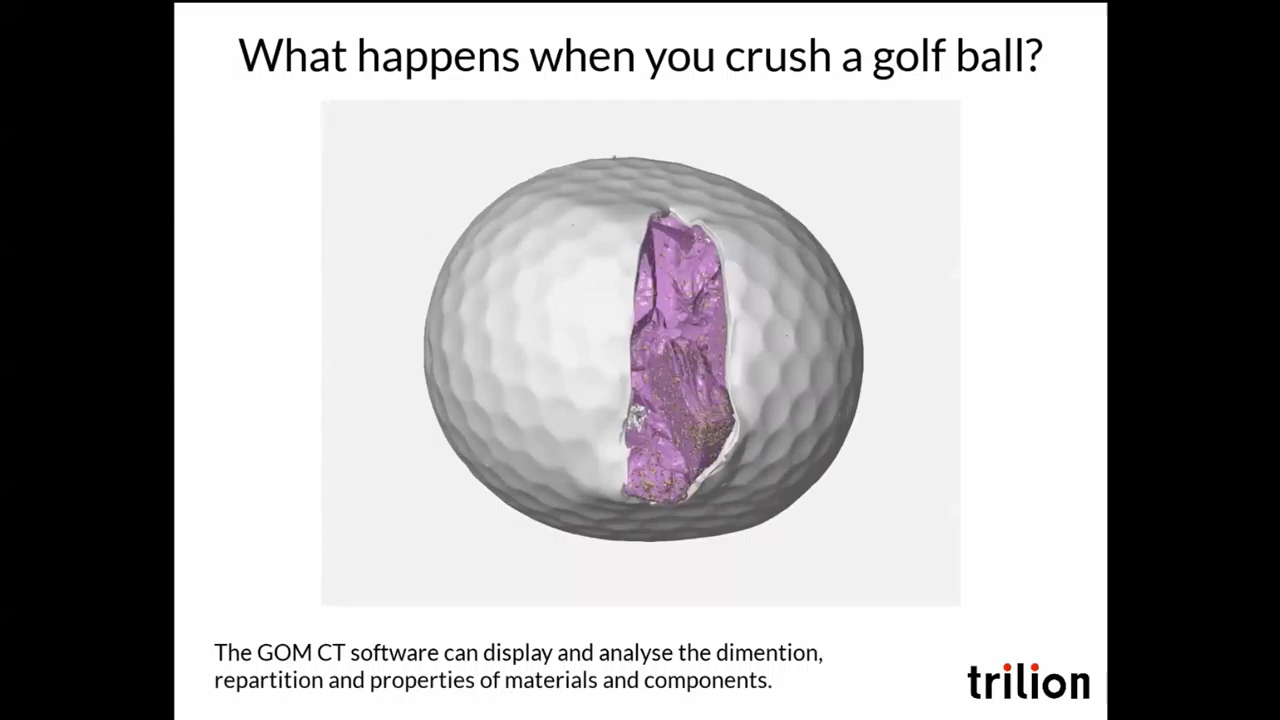 What happens when you crush a golf ball?
The GOM CT software can display and analyse the dimention,
repartition and properties of materials and components.
trilion